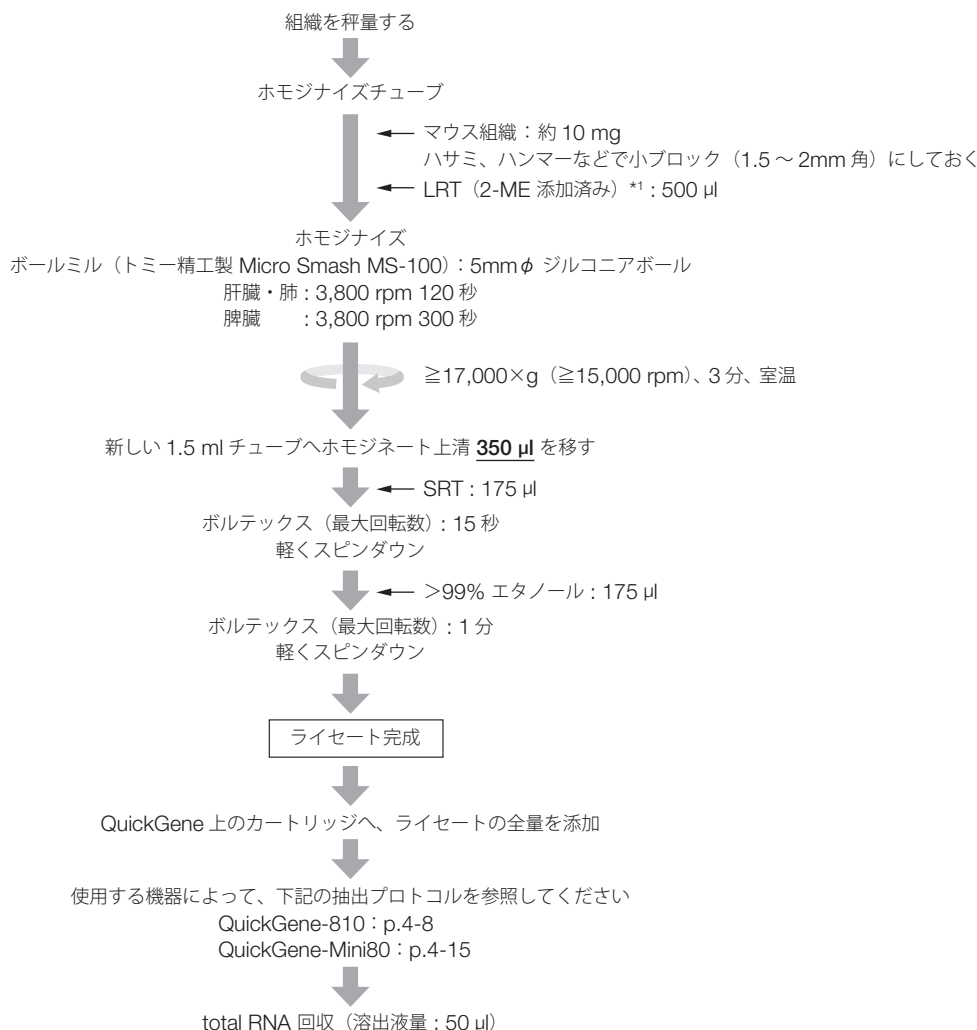 組織を秤量する
ホモジナイズチューブ
マウス組織：約 10 mg
ハサミ、ハンマーなどで小ブロック（1.5 ～ 2mm 角）にしておく
LRT（2-ME 添加済み）*1 : 500 µl
ホモジナイズ
ボールミル（トミー精工製 Micro Smash MS-100）：5mmφ ジルコニアボール
肝臓・肺 : 3,800 rpm 120 秒
脾臓 : 3,800 rpm 300 秒
≧17,000×g（≧15,000 rpm）、3 分、室温
新しい 1.5 ml チューブへホモジネート上清 350 µl を移す
SRT : 175 µl
ボルテックス（最大回転数）: 15 秒
軽くスピンダウン
＞99% エタノール : 175 µl
ボルテックス（最大回転数）: 1 分
軽くスピンダウン
ライセート完成
QuickGene 上のカートリッジへ、ライセートの全量を添加
使用する機器によって、下記の抽出プロトコルを参照してください
QuickGene-810：p.4-8
QuickGene-Mini80：p.4-15
total RNA 回収（溶出液量 : 50 µl）